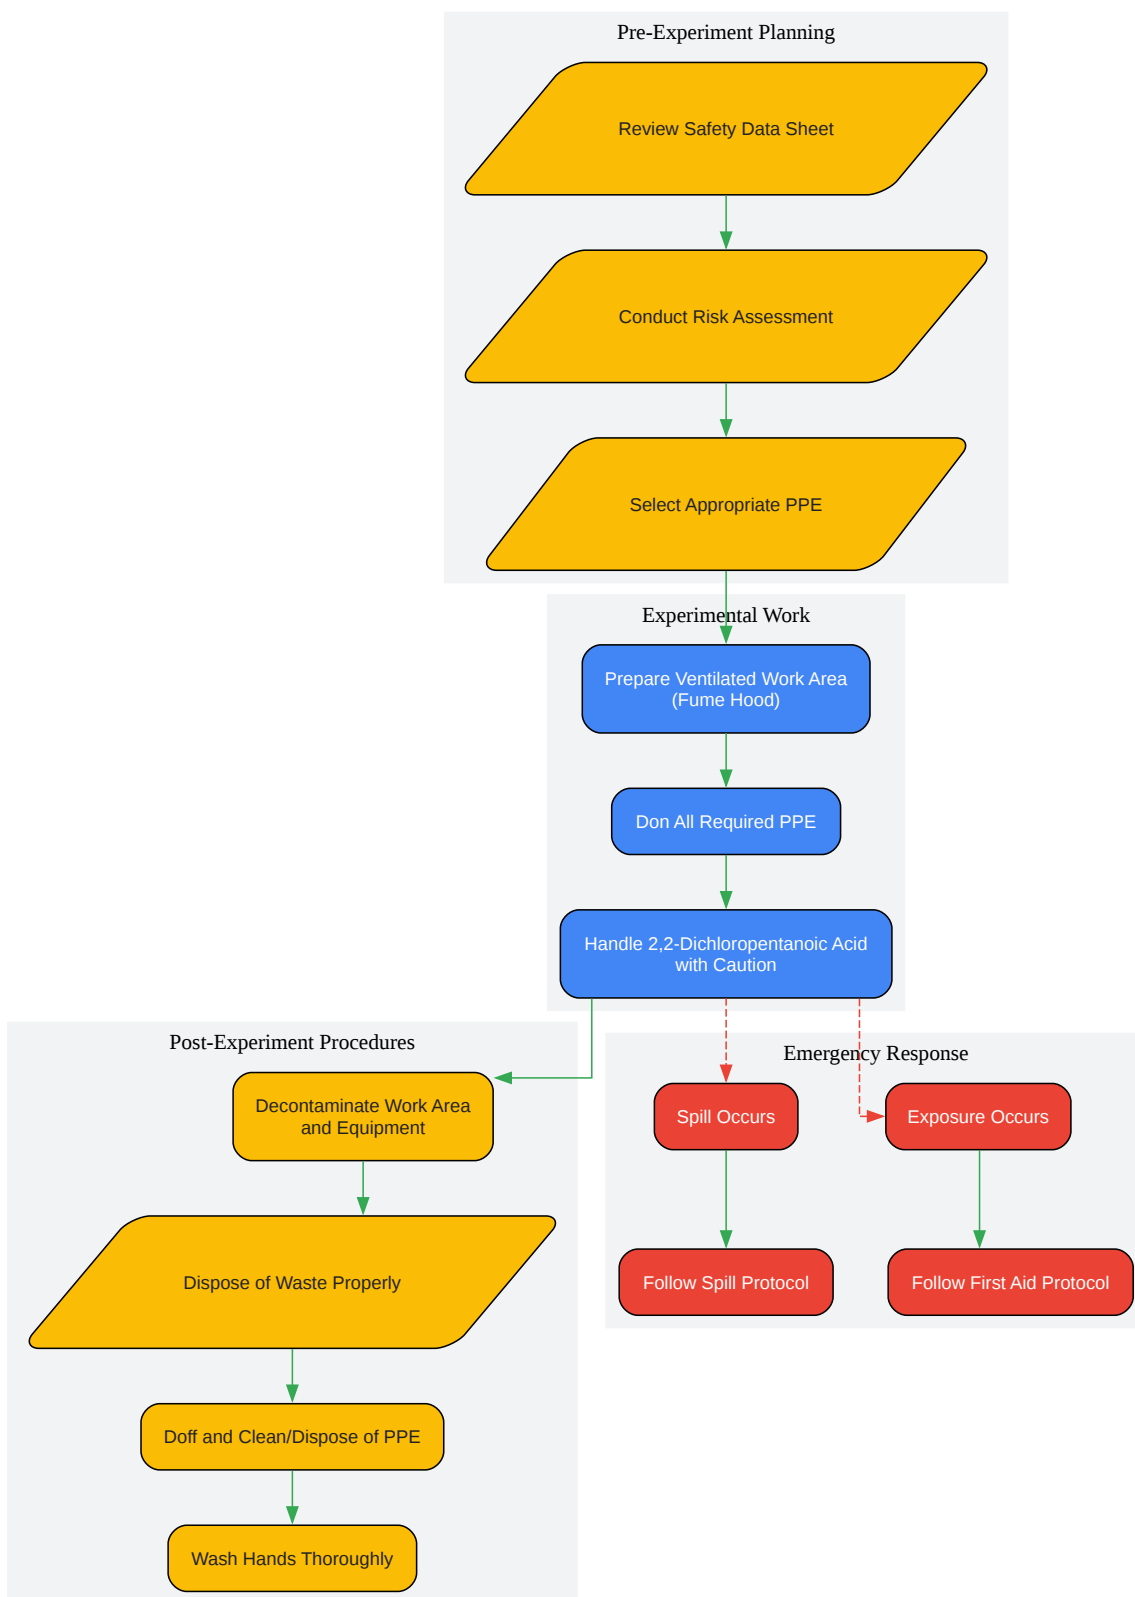 Pre-Experiment Planning
Review Safety Data Sheet
Conduct Risk Assessment
Select Appropriate PPE
Experimental Work
Prepare Ventilated Work Area
(Fume Hood)
Don All Required PPE
Handle 2,2-Dichloropentanoic Acid
with Caution
Post-Experiment Procedures
Decontaminate Work Area
and Equipment
Dispose of Waste Properly
Doff and Clean/Dispose of PPE
Wash Hands Thoroughly
Emergency Response
Spill Occurs
Exposure Occurs
Follow Spill Protocol
Follow First Aid Protocol